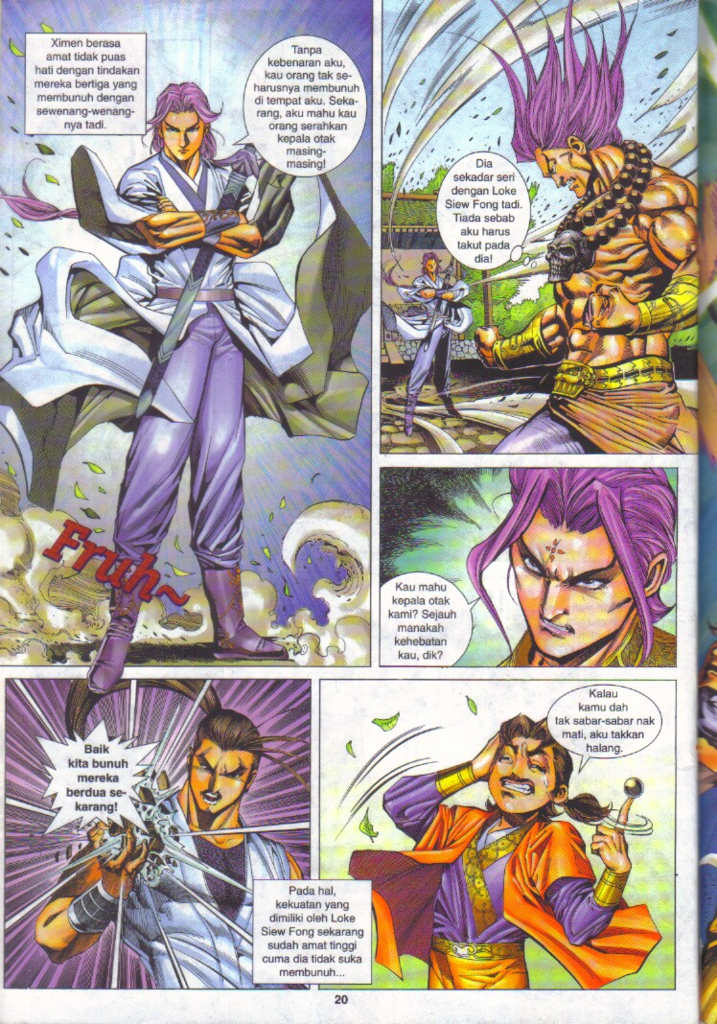 Ximen berasa
amat tidak puas
hati dengan tindakan
mereka bertiga yang
membunuh dengan
sewenang-wenang-
nya tadi.
Tanpa
kebenaran aku,
kau orang tak se-
harusnya membunuh
di tempat aku. Seka-
rang, aku mahu kau
orang serahkan
kepala otak
masing-
masing!
Fruh~
Dia
sekadar seri
dengan Loke
Siew Fong tadi.
Tiada sebab
aku harus
takut pada
dia!
Kau mahu
kepala otak
kami? Sejauh
manakah
kehebatan
kau, dik?
Baik
kita bunuh
mereka
berdua se-
karang!
Pada hal,
kekuatan yang
dimiliki oleh Loke
Siew Fong sekarang
sudah amat tinggi
cuma dia tidak suka
membunuh...
Kalau
kamu dah
tak sabar-sabar nak
mati, aku takkan
halang.
20